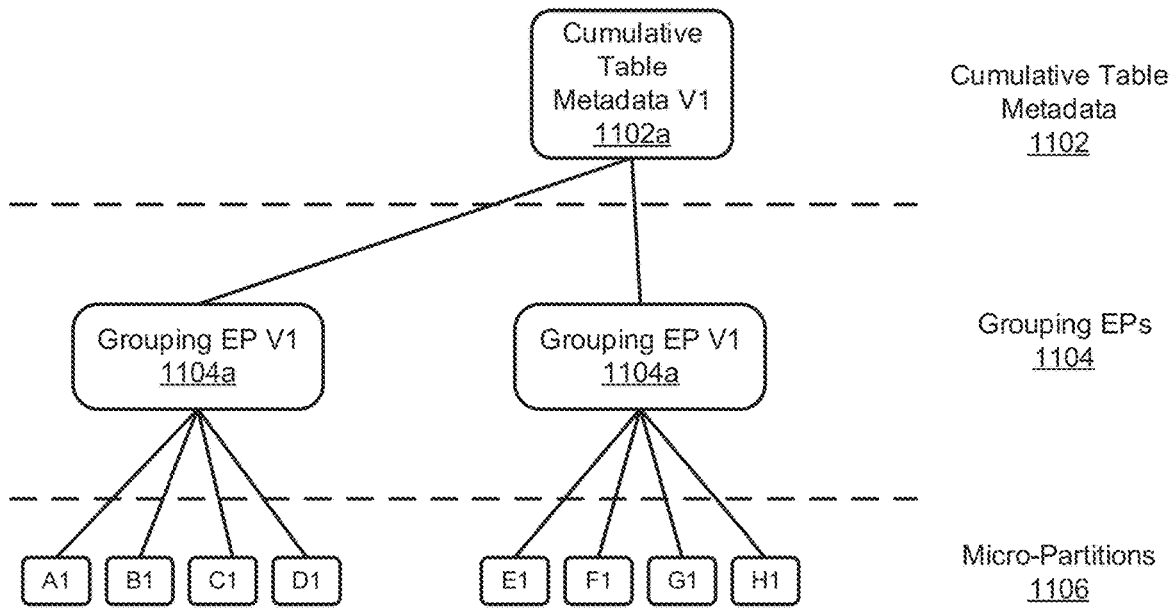 Cumulative
Table
Metadata V1
1102a
Cumulative Table
Metadata
1102
Grouping EP V1
1104a
Grouping EP V1
1104a
Grouping EPs
1104
A1
B1
C1
D1
E1
F1
G1
H1
Micro-Partitions
1106